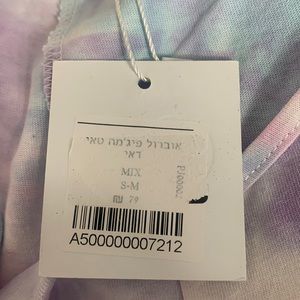 אוברול פיג'מה טאי
דאי
MIX
S-M
₪ 79
A500000007212